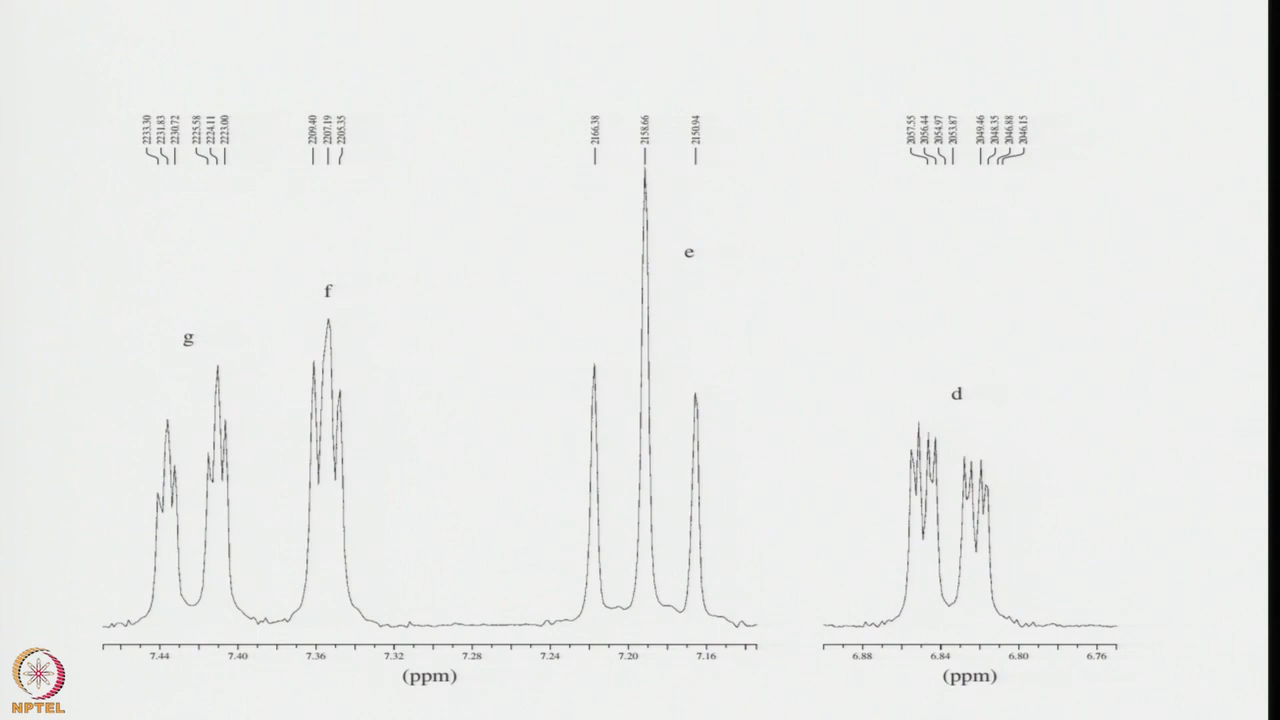 2233.30 2231.83 2230.72 2225.58 2224.11 2223.00 2209.40 2207.19 2205.35 2166.38 2158.66 2150.94 2057.55 2056.44 2054.97 2053.87 2049.46 2048.35 2046.88 2046.15
e
f
g
d
7.44 7.40 7.36 7.32 7.28 7.24 7.20 7.16 6.88 6.84 6.80 6.76
(ppm) (ppm)
NPTEL